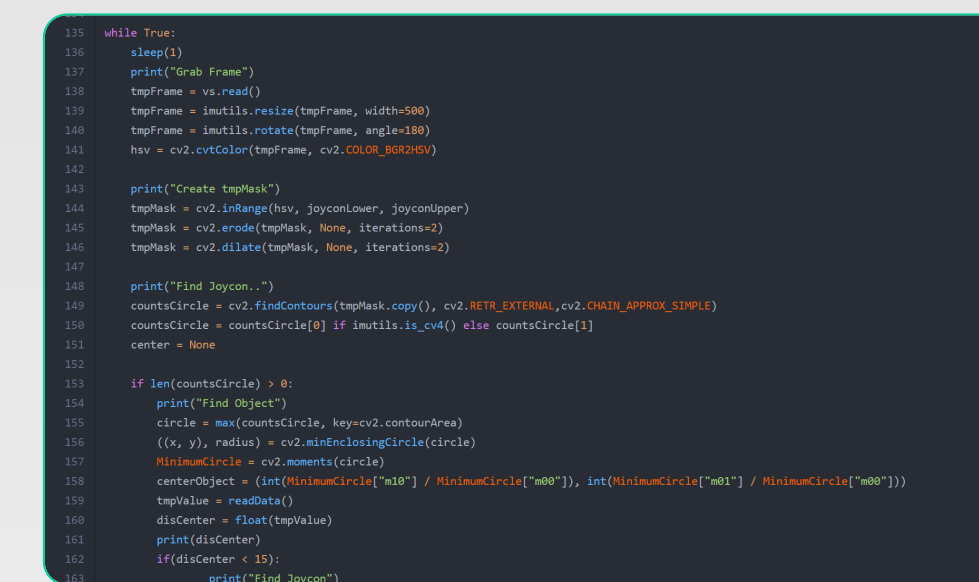 135 while True:
136     sleep(1)
137     print("Grab Frame")
138     tmpFrame = vs.read()
139     tmpFrame = imutils.resize(tmpFrame, width=500)
140     tmpFrame = imutils.rotate(tmpFrame, angle=180)
141     hsv = cv2.cvtColor(tmpFrame, cv2.COLOR_BGR2HSV)
142
143     print("Create tmpMask")
144     tmpMask = cv2.inRange(hsv, joyconLower, joyconUpper)
145     tmpMask = cv2.erode(tmpMask, None, iterations=2)
146     tmpMask = cv2.dilate(tmpMask, None, iterations=2)
147
148     print("Find Joycon..")
149     countsCircle = cv2.findContours(tmpMask.copy(), cv2.RETR_EXTERNAL,cv2.CHAIN_APPROX_SIMPLE)
150     countsCircle = countsCircle[0] if imutils.is_cv4() else countsCircle[1]
151     center = None
152
153     if len(countsCircle) > 0:
154         print("Find Object")
155         circle = max(countsCircle, key=cv2.contourArea)
156         ((x, y), radius) = cv2.minEnclosingCircle(circle)
157         MinimumCircle = cv2.moments(circle)
158         centerObject = (int(MinimumCircle["m10"] / MinimumCircle["m00"]), int(MinimumCircle["m01"] / MinimumCircle["m00"]))
159         tmpValue = readData()
160         disCenter = float(tmpValue)
161         print(disCenter)
162         if(disCenter < 15):
163                 print("Find Joycon")